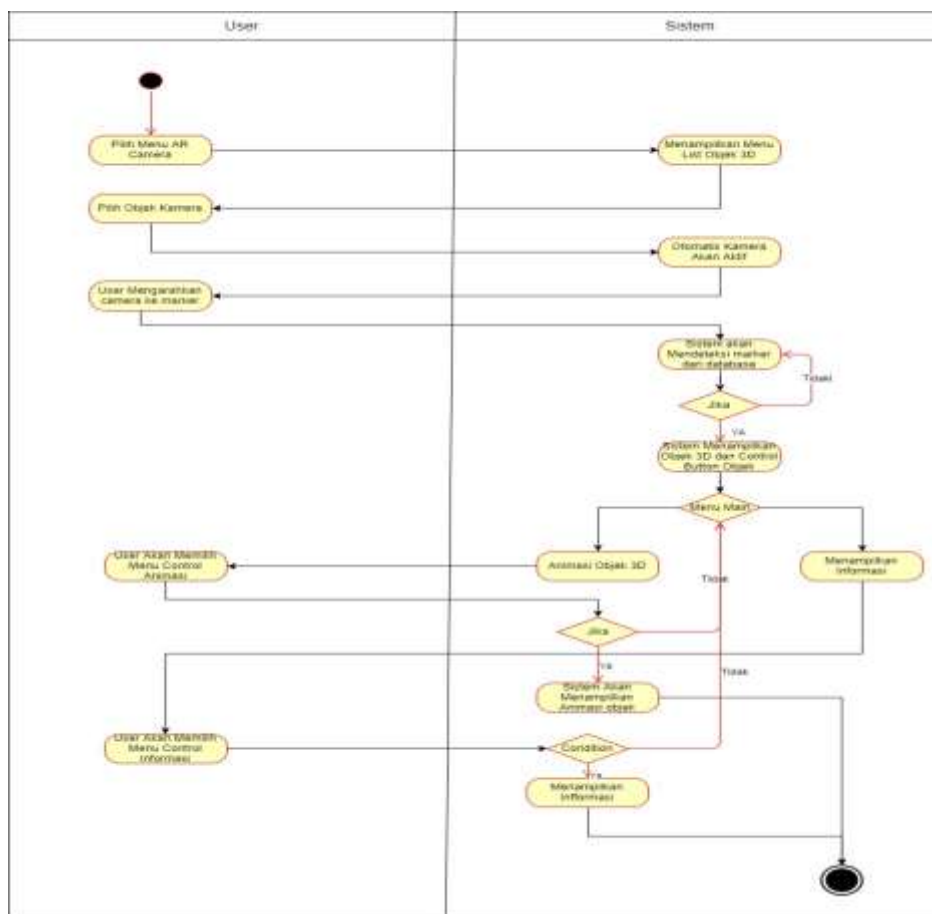 User
Sistem
Pilih Menu AR
Camera
Menampilkan Menu
List Objek 3D
Pilih Objek Kamera
Otomatis Kamera
Akan Aktif
User Mengarahkan
camera ke marker
Sistem akan
Mendeteksi marker
dari database
Tidak
Jika
YA
Sistem Menampilkan
Objek 3D dan Control
Button Objek
Menu Main
User Akan Memilih
Menu Control
Animasi
Animasi Objek 3D
Menampilkan
Informasi
Tidak
Jika
Ya
Tidak
Sistem Akan
Menampilkan
Animasi objek
User Akan Memilih
Menu Control
Informasi
Condition
Ya
Menampilkan
Informasi